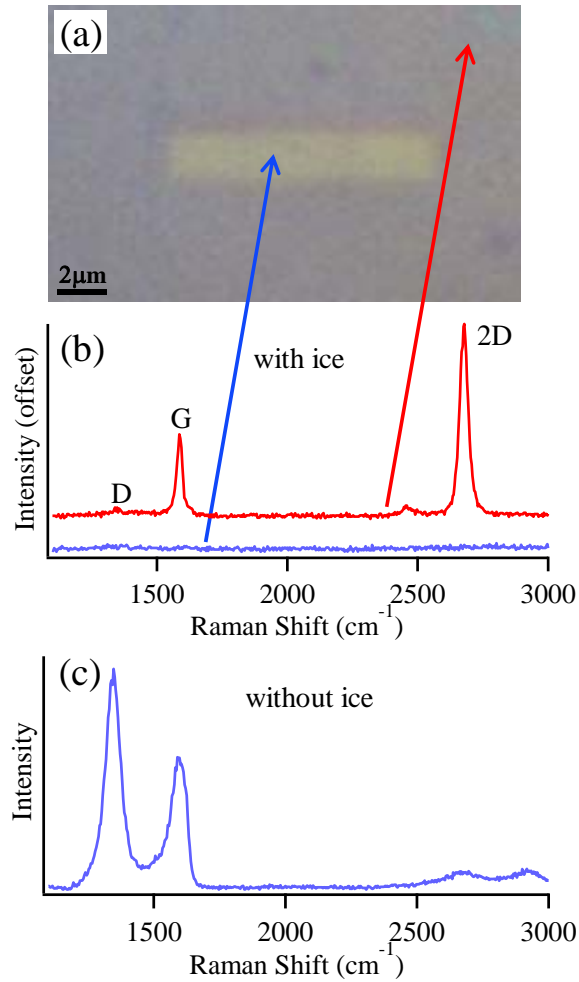 (a)
2μm
(b)
with ice
2D
G
D
Intensity (offset)
1500 2000 2500 3000
Raman Shift (cm⁻¹)
(c)
without ice
Intensity
1500 2000 2500 3000
Raman Shift (cm⁻¹)